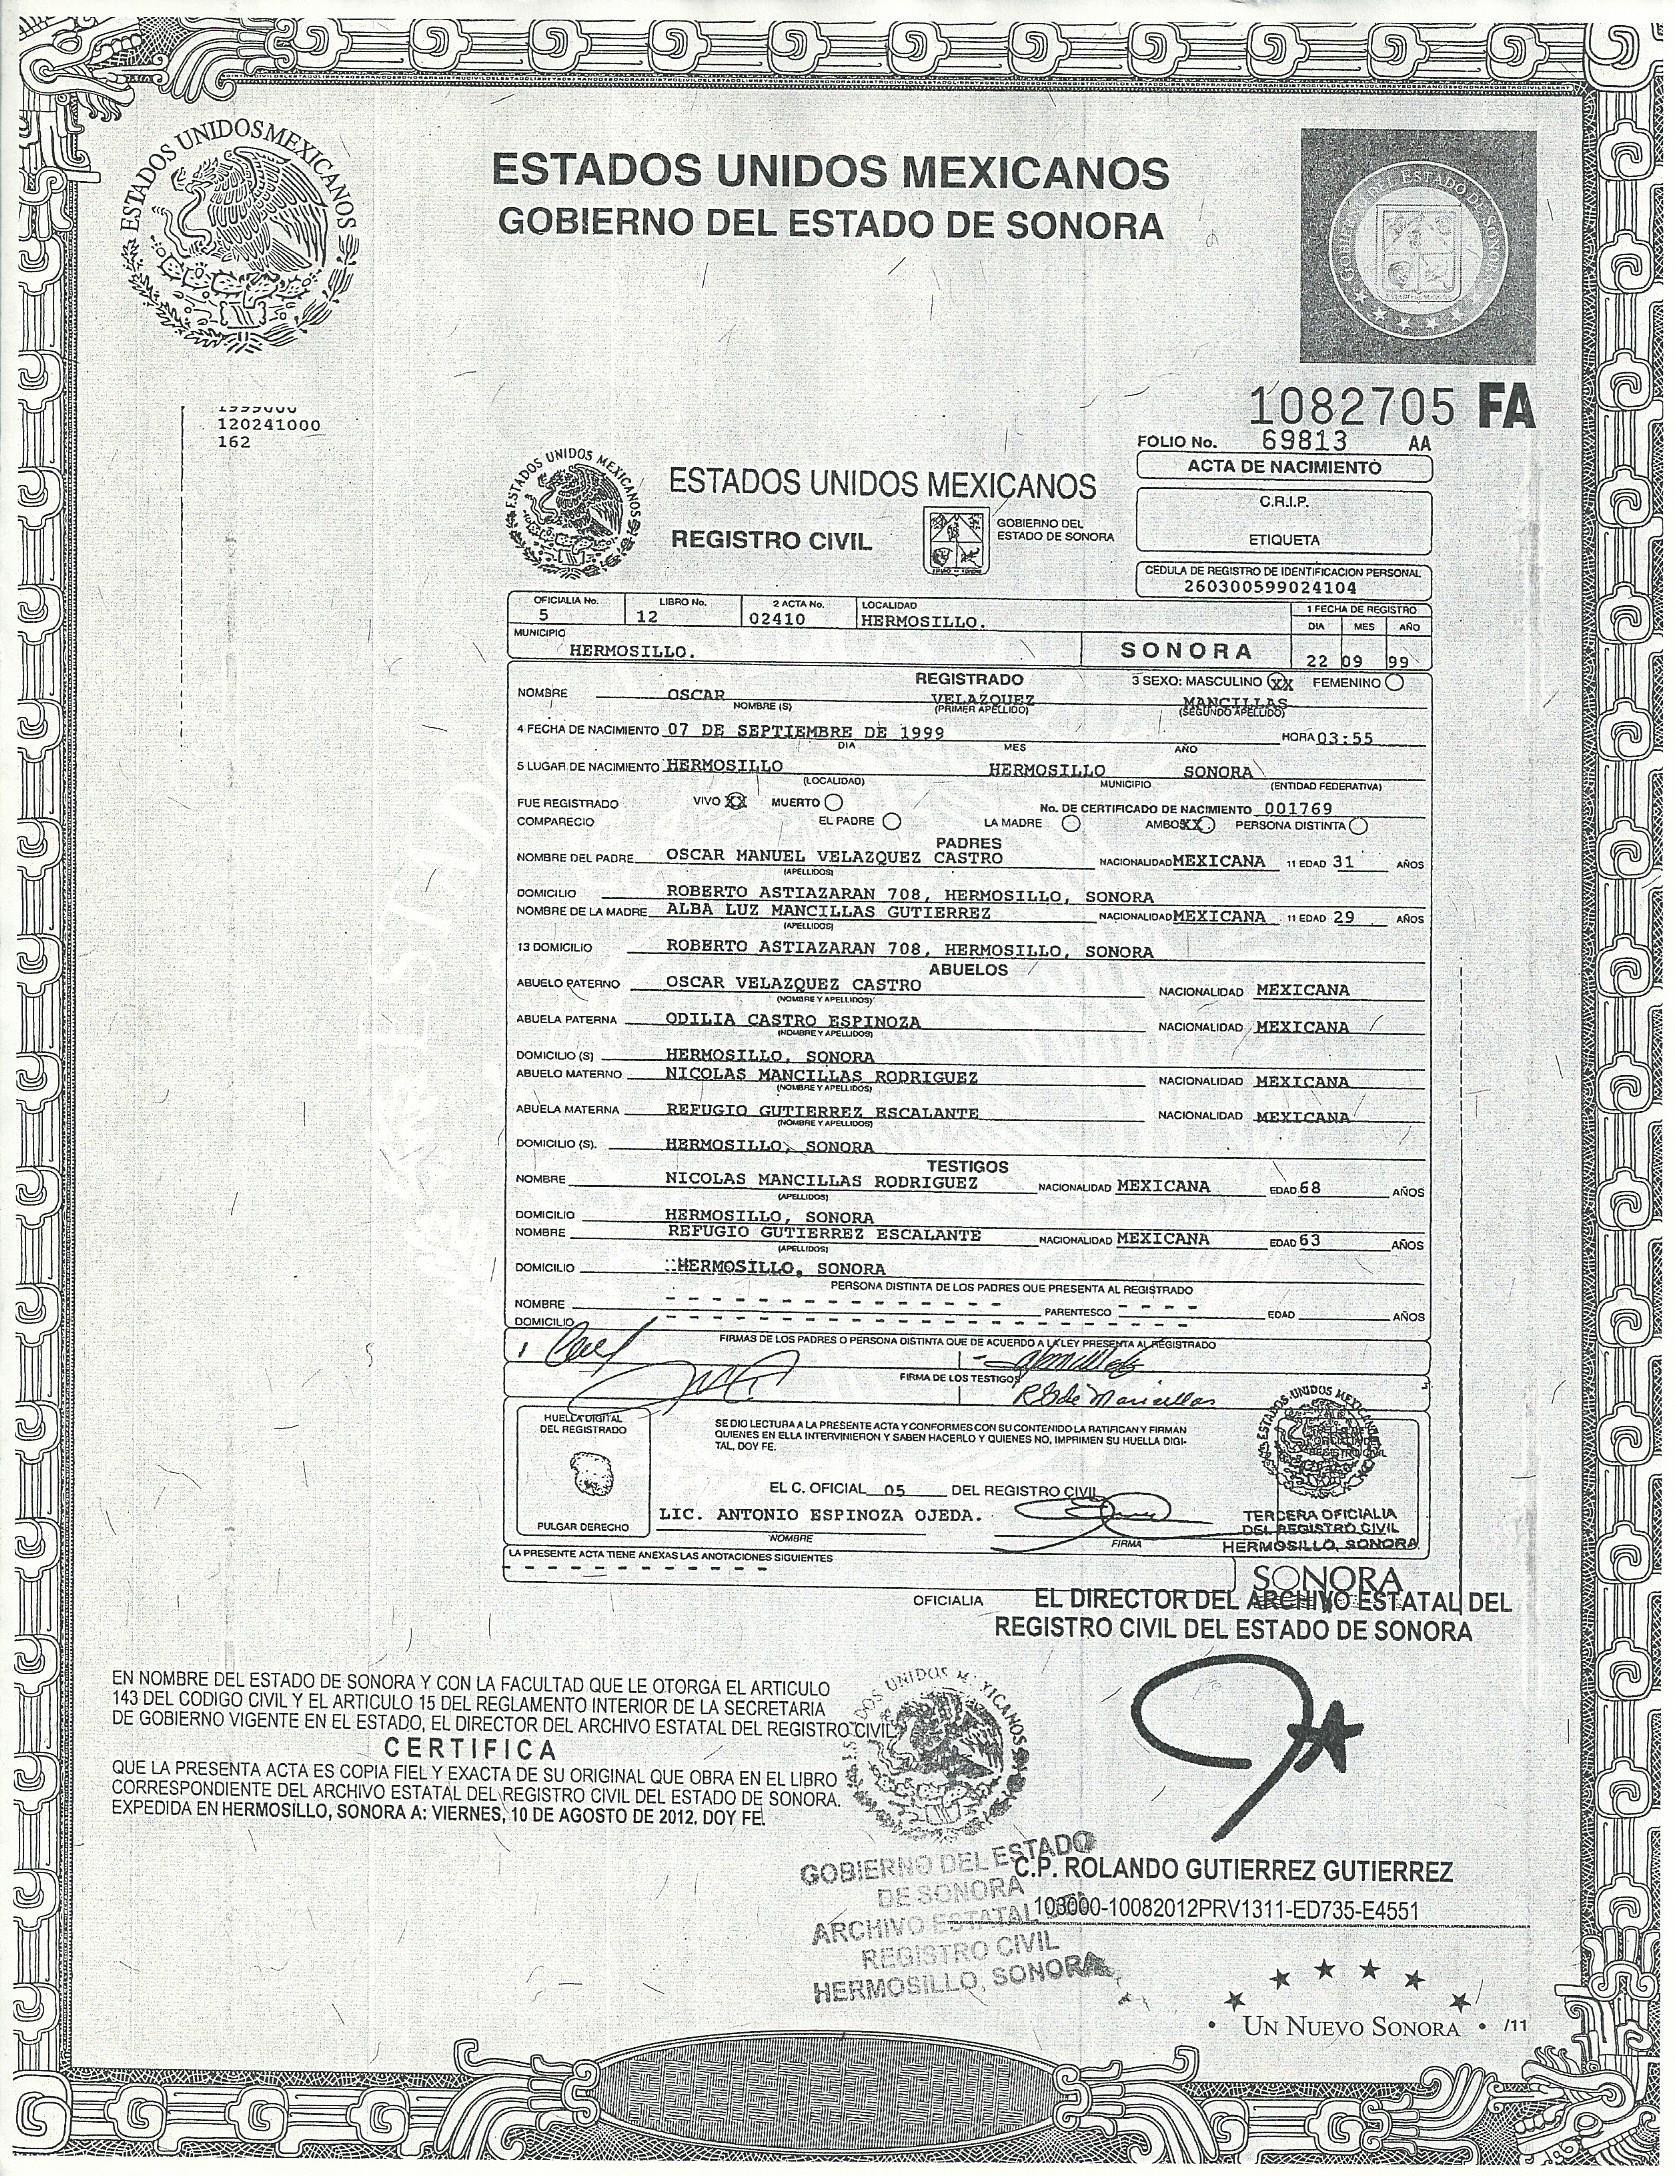 ESTADOS UNIDOS MEXICANOS
ESTADOS UNIDOS MEXICANOS
GOBIERNO DEL ESTADO DE SONORA
GOBIERNO DEL ESTADO DE SONORA
1082705 FA
120241000
162
FOLIO No. 69813 AA
ACTA DE NACIMIENTO
C.R.I.P.
ETIQUETA
CEDULA DE REGISTRO DE IDENTIFICACION PERSONAL
260300599024104
ESTADOS UNIDOS MEXICANOS
ESTADOS UNIDOS MEXICANOS
REGISTRO CIVIL
GOBIERNO DEL
ESTADO DE SONORA
OFICIALIA No. LIBRO No. 2 ACTA No. LOCALIDAD 1 FECHA DE REGISTRO
5 12 02410 HERMOSILLO. DIA MES AÑO
MUNICIPIO
HERMOSILLO. SONORA 22 09 99
REGISTRADO 3 SEXO: MASCULINO XX FEMENINO
NOMBRE OSCAR VELAZQUEZ MANCILLAS
NOMBRE (S) (PRIMER APELLIDO) (SEGUNDO APELLIDO)
4 FECHA DE NACIMIENTO 07 DE SEPTIEMBRE DE 1999 HORA 03:55
DIA MES AÑO
5 LUGAR DE NACIMIENTO HERMOSILLO HERMOSILLO SONORA
(LOCALIDAD) MUNICIPIO (ENTIDAD FEDERATIVA)
FUE REGISTRADO VIVO XX MUERTO No. DE CERTIFICADO DE NACIMIENTO 001769
COMPARECIO EL PADRE LA MADRE AMBOS XX PERSONA DISTINTA
PADRES
NOMBRE DEL PADRE OSCAR MANUEL VELAZQUEZ CASTRO NACIONALIDAD MEXICANA 11 EDAD 31 AÑOS
(APELLIDOS)
DOMICILIO ROBERTO ASTIAZARAN 708, HERMOSILLO, SONORA
NOMBRE DE LA MADRE ALBA LUZ MANCILLAS GUTIERREZ NACIONALIDAD MEXICANA 11 EDAD 29 AÑOS
(APELLIDOS)
13 DOMICILIO ROBERTO ASTIAZARAN 708, HERMOSILLO, SONORA
ABUELOS
ABUELO PATERNO OSCAR VELAZQUEZ CASTRO NACIONALIDAD MEXICANA
(NOMBRE Y APELLIDOS)
ABUELA PATERNA ODILIA CASTRO ESPINOZA NACIONALIDAD MEXICANA
(NOMBRE Y APELLIDOS)
DOMICILIO (S) HERMOSILLO, SONORA
ABUELO MATERNO NICOLAS MANCILLAS RODRIGUEZ NACIONALIDAD MEXICANA
(NOMBRE Y APELLIDOS)
ABUELA MATERNA REFUGIO GUTIERREZ ESCALANTE NACIONALIDAD MEXICANA
(NOMBRE Y APELLIDOS)
DOMICILIO (S). HERMOSILLO, SONORA
TESTIGOS
NOMBRE NICOLAS MANCILLAS RODRIGUEZ NACIONALIDAD MEXICANA EDAD 68 AÑOS
(APELLIDOS)
DOMICILIO HERMOSILLO, SONORA
NOMBRE REFUGIO GUTIERREZ ESCALANTE NACIONALIDAD MEXICANA EDAD 63 AÑOS
(APELLIDOS)
DOMICILIO HERMOSILLO, SONORA
PERSONA DISTINTA DE LOS PADRES QUE PRESENTA AL REGISTRADO
NOMBRE PARENTESCO EDAD AÑOS
DOMICILIO
FIRMAS DE LOS PADRES O PERSONA DISTINTA QUE DE ACUERDO A LA LEY PRESENTA AL REGISTRADO
FIRMA DE LOS TESTIGOS
R G de Mancillas
HUELLA DIGITAL
DEL REGISTRADO
PULGAR DERECHO
SE DIO LECTURA A LA PRESENTE ACTA Y CONFORMES CON SU CONTENIDO LA RATIFICAN Y FIRMAN
QUIENES EN ELLA INTERVINIERON Y SABEN HACERLO Y QUIENES NO, IMPRIMEN SU HUELLA DIGI-
TAL, DOY FE.
EL C. OFICIAL 05 DEL REGISTRO CIVIL
LIC. ANTONIO ESPINOZA OJEDA.
NOMBRE FIRMA
TERCERA OFICIALIA
DEL REGISTRO CIVIL
HERMOSILLO, SONORA
LA PRESENTE ACTA TIENE ANEXAS LAS ANOTACIONES SIGUIENTES
SONORA
OFICIALIA EL DIRECTOR DEL ARCHIVO ESTATAL DEL
REGISTRO CIVIL DEL ESTADO DE SONORA
EN NOMBRE DEL ESTADO DE SONORA Y CON LA FACULTAD QUE LE OTORGA EL ARTICULO
143 DEL CODIGO CIVIL Y EL ARTICULO 15 DEL REGLAMENTO INTERIOR DE LA SECRETARIA
DE GOBIERNO VIGENTE EN EL ESTADO, EL DIRECTOR DEL ARCHIVO ESTATAL DEL REGISTRO CIVIL
CERTIFICA
QUE LA PRESENTE ACTA ES COPIA FIEL Y EXACTA DE SU ORIGINAL QUE OBRA EN EL LIBRO
CORRESPONDIENTE DEL ARCHIVO ESTATAL DEL REGISTRO CIVIL DEL ESTADO DE SONORA.
EXPEDIDA EN HERMOSILLO, SONORA A: VIERNES, 10 DE AGOSTO DE 2012. DOY FE.
GOBIERNO DEL ESTADO
DE SONORA
ARCHIVO ESTATAL DEL
REGISTRO CIVIL
HERMOSILLO, SONORA
C.P. ROLANDO GUTIERREZ GUTIERREZ
103000-10082012PRV1311-ED735-E4551
UN NUEVO SONORA
/11